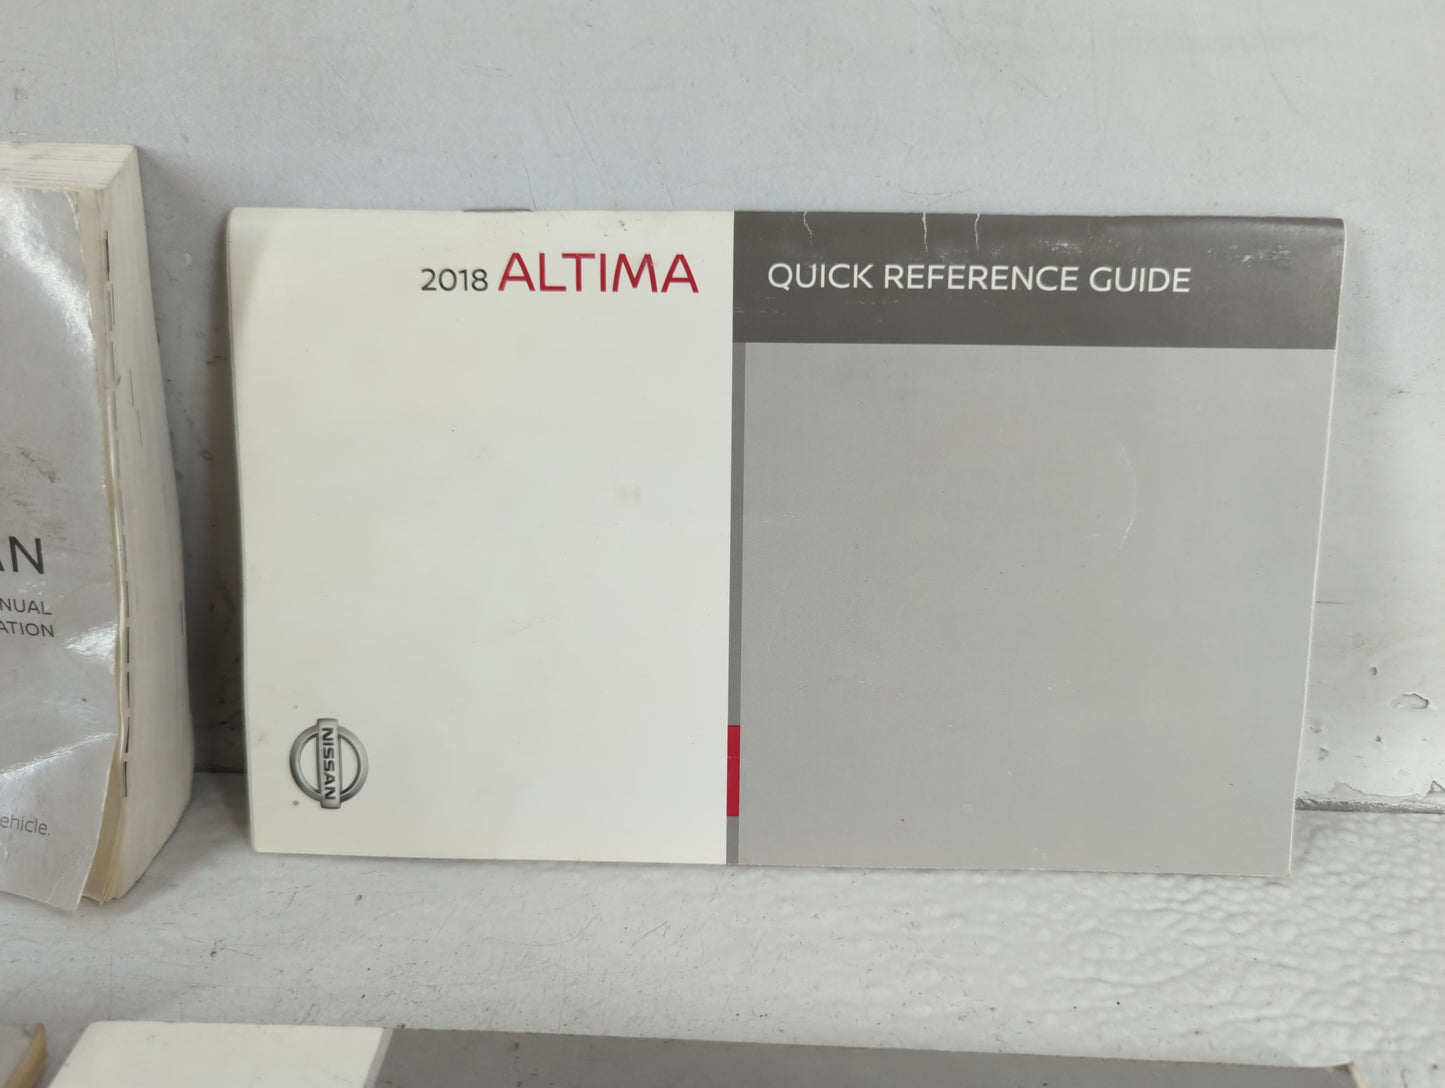 2018 ALTIMA
QUICK REFERENCE GUIDE
NISSAN
AN
NUAL
ATION
ehicle.